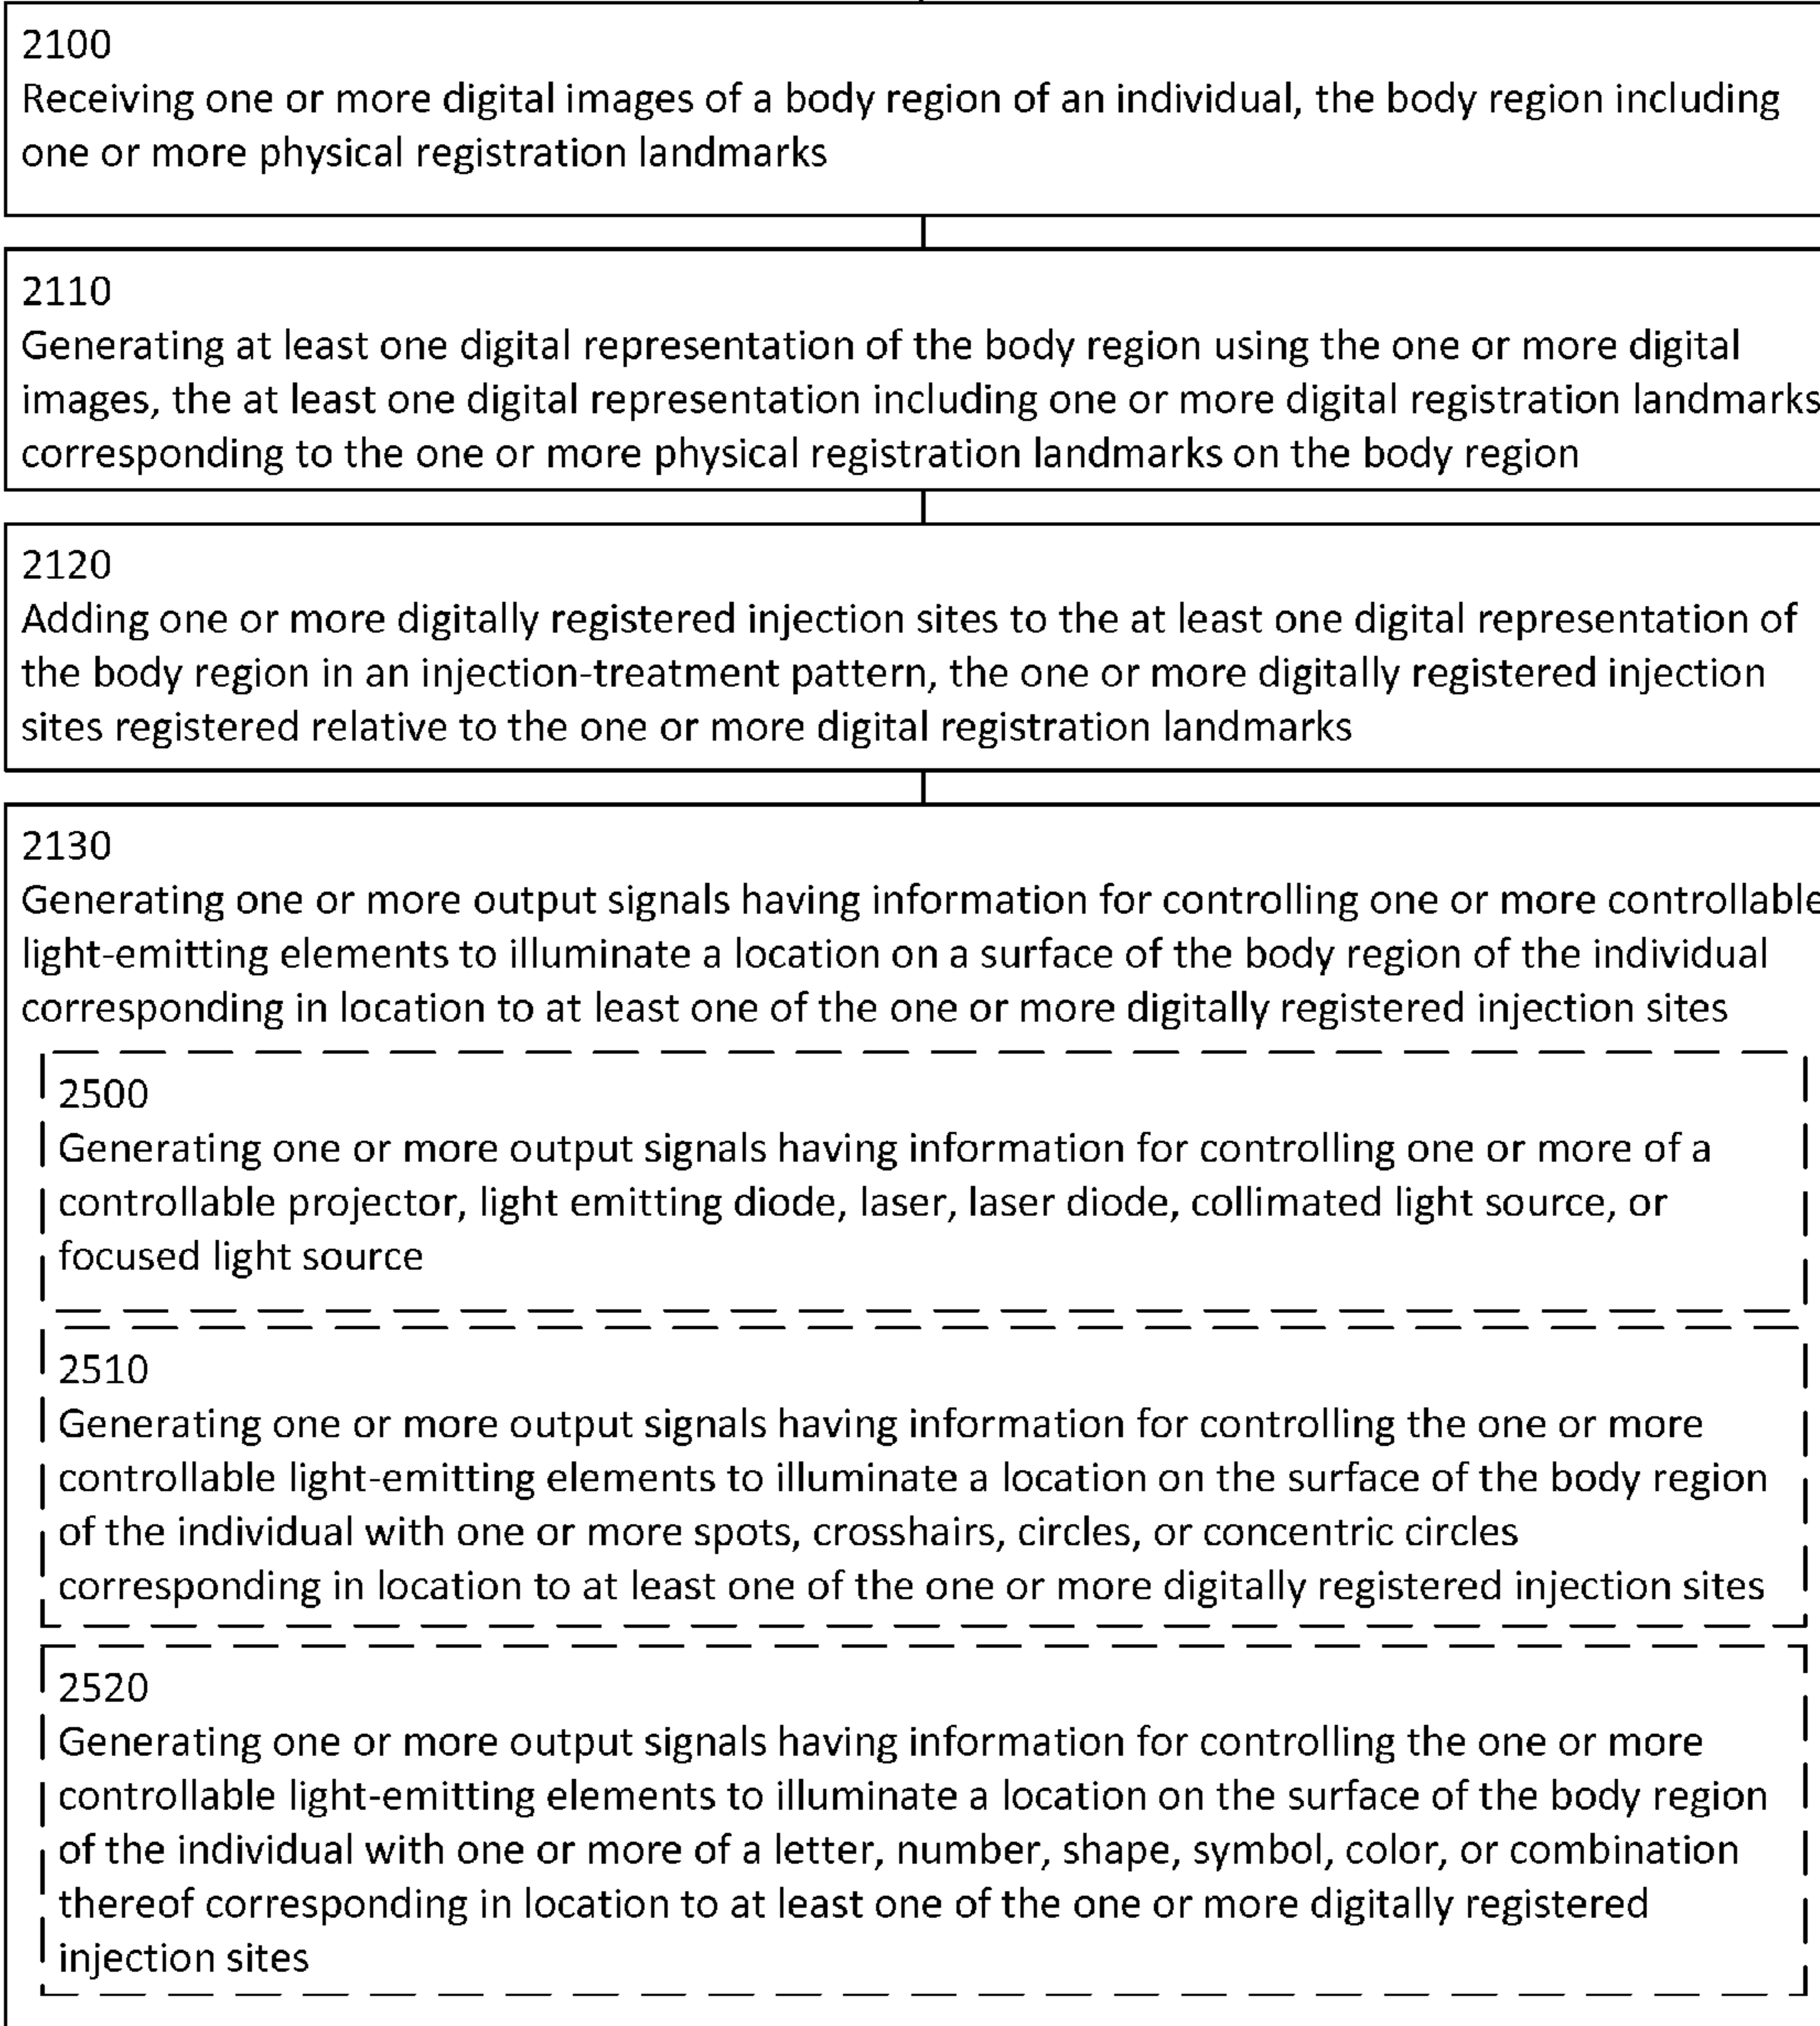 2100
Receiving one or more digital images of a body region of an individual, the body region including
one or more physical registration landmarks
2110
Generating at least one digital representation of the body region using the one or more digital
images, the at least one digital representation including one or more digital registration landmarks
corresponding to the one or more physical registration landmarks on the body region
2120
Adding one or more digitally registered injection sites to the at least one digital representation of
the body region in an injection-treatment pattern, the one or more digitally registered injection
sites registered relative to the one or more digital registration landmarks
2130
Generating one or more output signals having information for controlling one or more controllable
light-emitting elements to illuminate a location on a surface of the body region of the individual
corresponding in location to at least one of the one or more digitally registered injection sites
2500
Generating one or more output signals having information for controlling one or more of a
controllable projector, light emitting diode, laser, laser diode, collimated light source, or
focused light source
2510
Generating one or more output signals having information for controlling the one or more
controllable light-emitting elements to illuminate a location on the surface of the body region
of the individual with one or more spots, crosshairs, circles, or concentric circles
corresponding in location to at least one of the one or more digitally registered injection sites
2520
Generating one or more output signals having information for controlling the one or more
controllable light-emitting elements to illuminate a location on the surface of the body region
of the individual with one or more of a letter, number, shape, symbol, color, or combination
thereof corresponding in location to at least one of the one or more digitally registered
injection sites